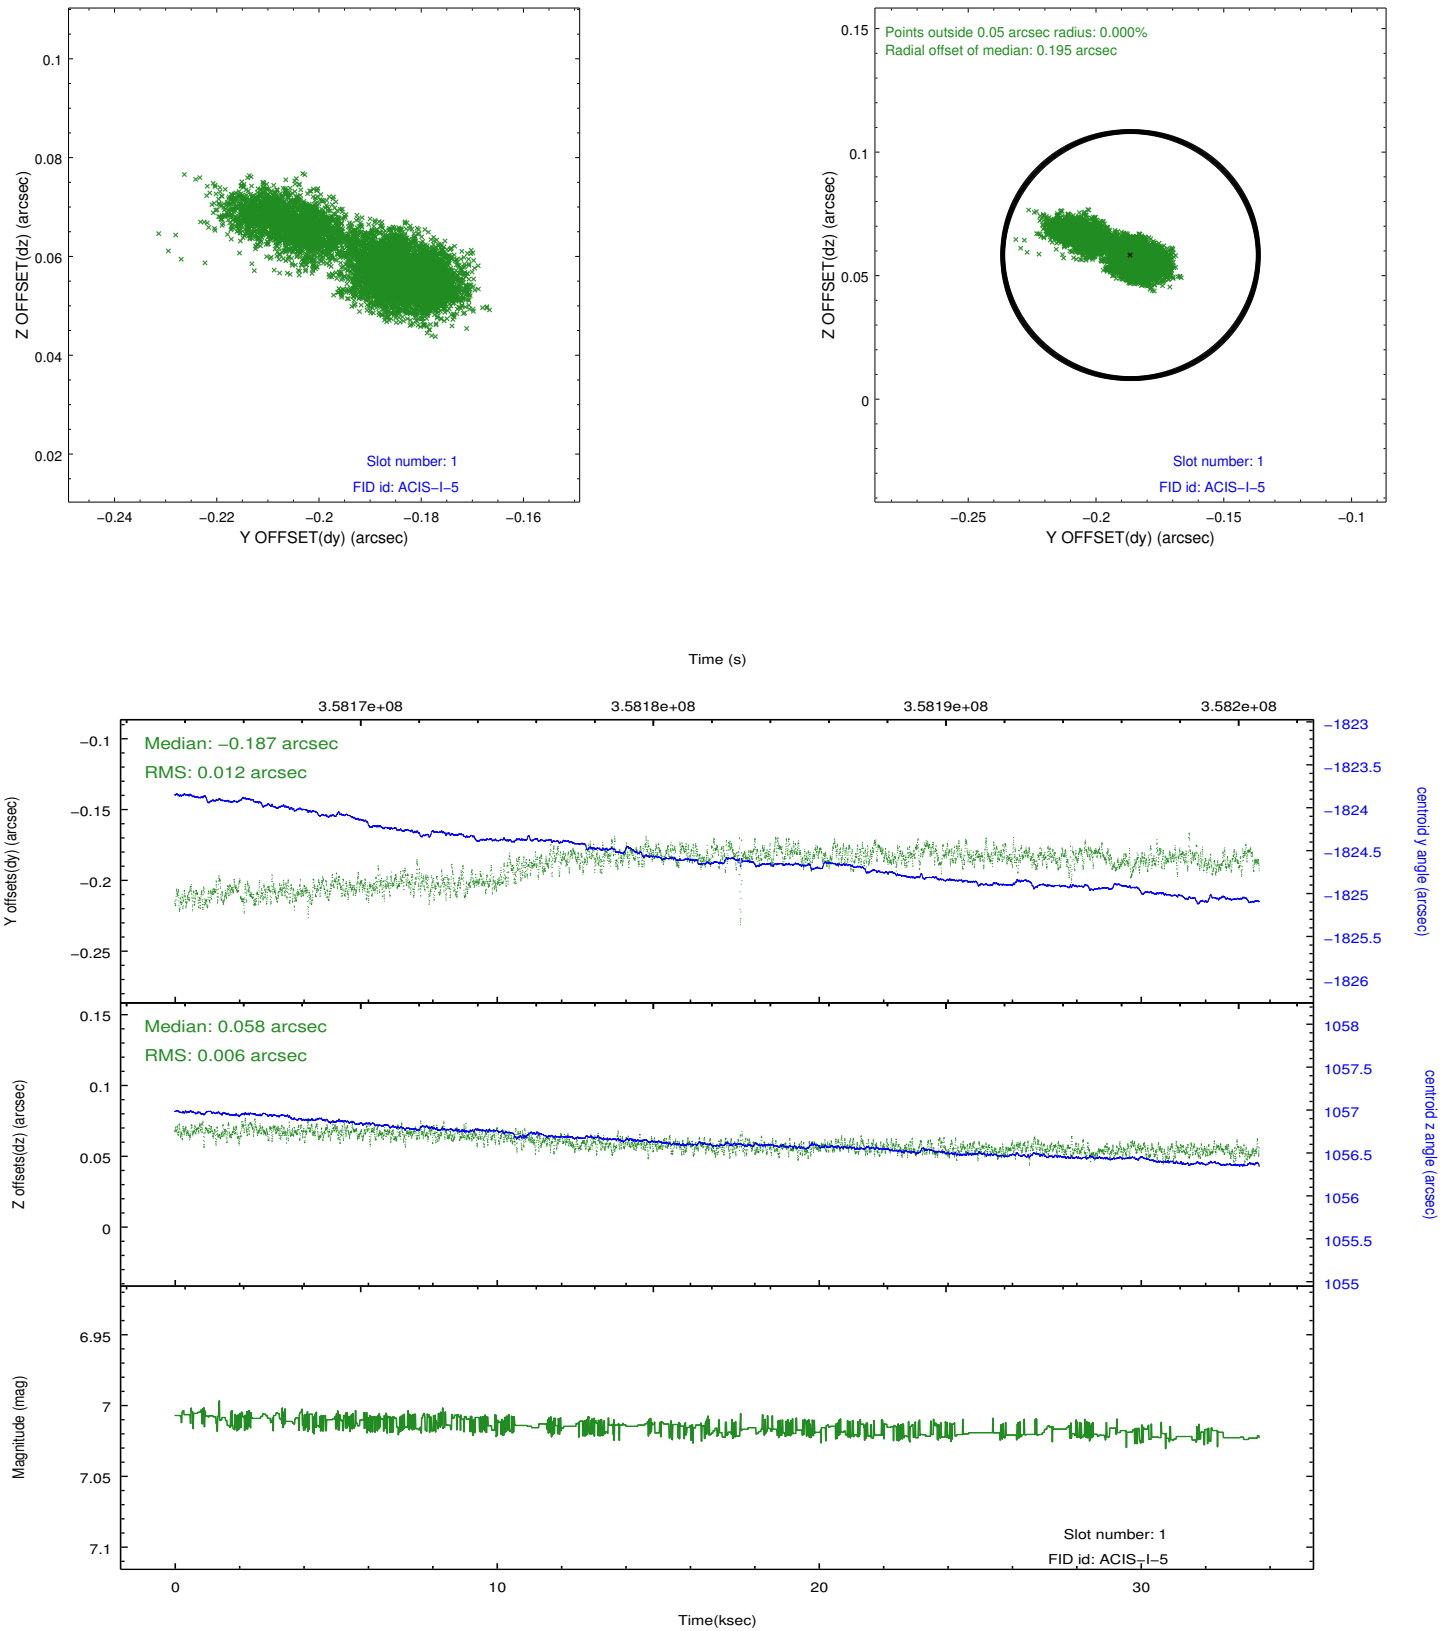 0.1
0.08
0.06
0.04
0.02
Z OFFSET(dz) (arcsec)
Slot number: 1
FID id: ACIS−I−5
−0.24 −0.22 −0.2 −0.18 −0.16
Y OFFSET(dy) (arcsec)
Points outside 0.05 arcsec radius: 0.000%
Radial offset of median: 0.195 arcsec
0.15
0.1
0.05
0
Z OFFSET(dz) (arcsec)
Slot number: 1
FID id: ACIS−I−5
−0.25 −0.2 −0.15 −0.1
Y OFFSET(dy) (arcsec)
Time (s)
3.5817e+08 3.5818e+08 3.5819e+08 3.582e+08
Median: −0.187 arcsec
RMS: 0.012 arcsec
−0.1
−0.15
−0.2
−0.25
Y offsets(dy) (arcsec)
−1823
−1823.5
−1824
−1824.5
−1825
−1825.5
−1826
centroid y angle (arcsec)
Median: 0.058 arcsec
RMS: 0.006 arcsec
0.15
0.1
0.05
0
Z offsets(dz) (arcsec)
1058
1057.5
1057
1056.5
1056
1055.5
1055
centroid z angle (arcsec)
6.95
7
7.05
7.1
Magnitude (mag)
Slot number: 1
FID id: ACIS−I−5
0 10 20 30
Time(ksec)